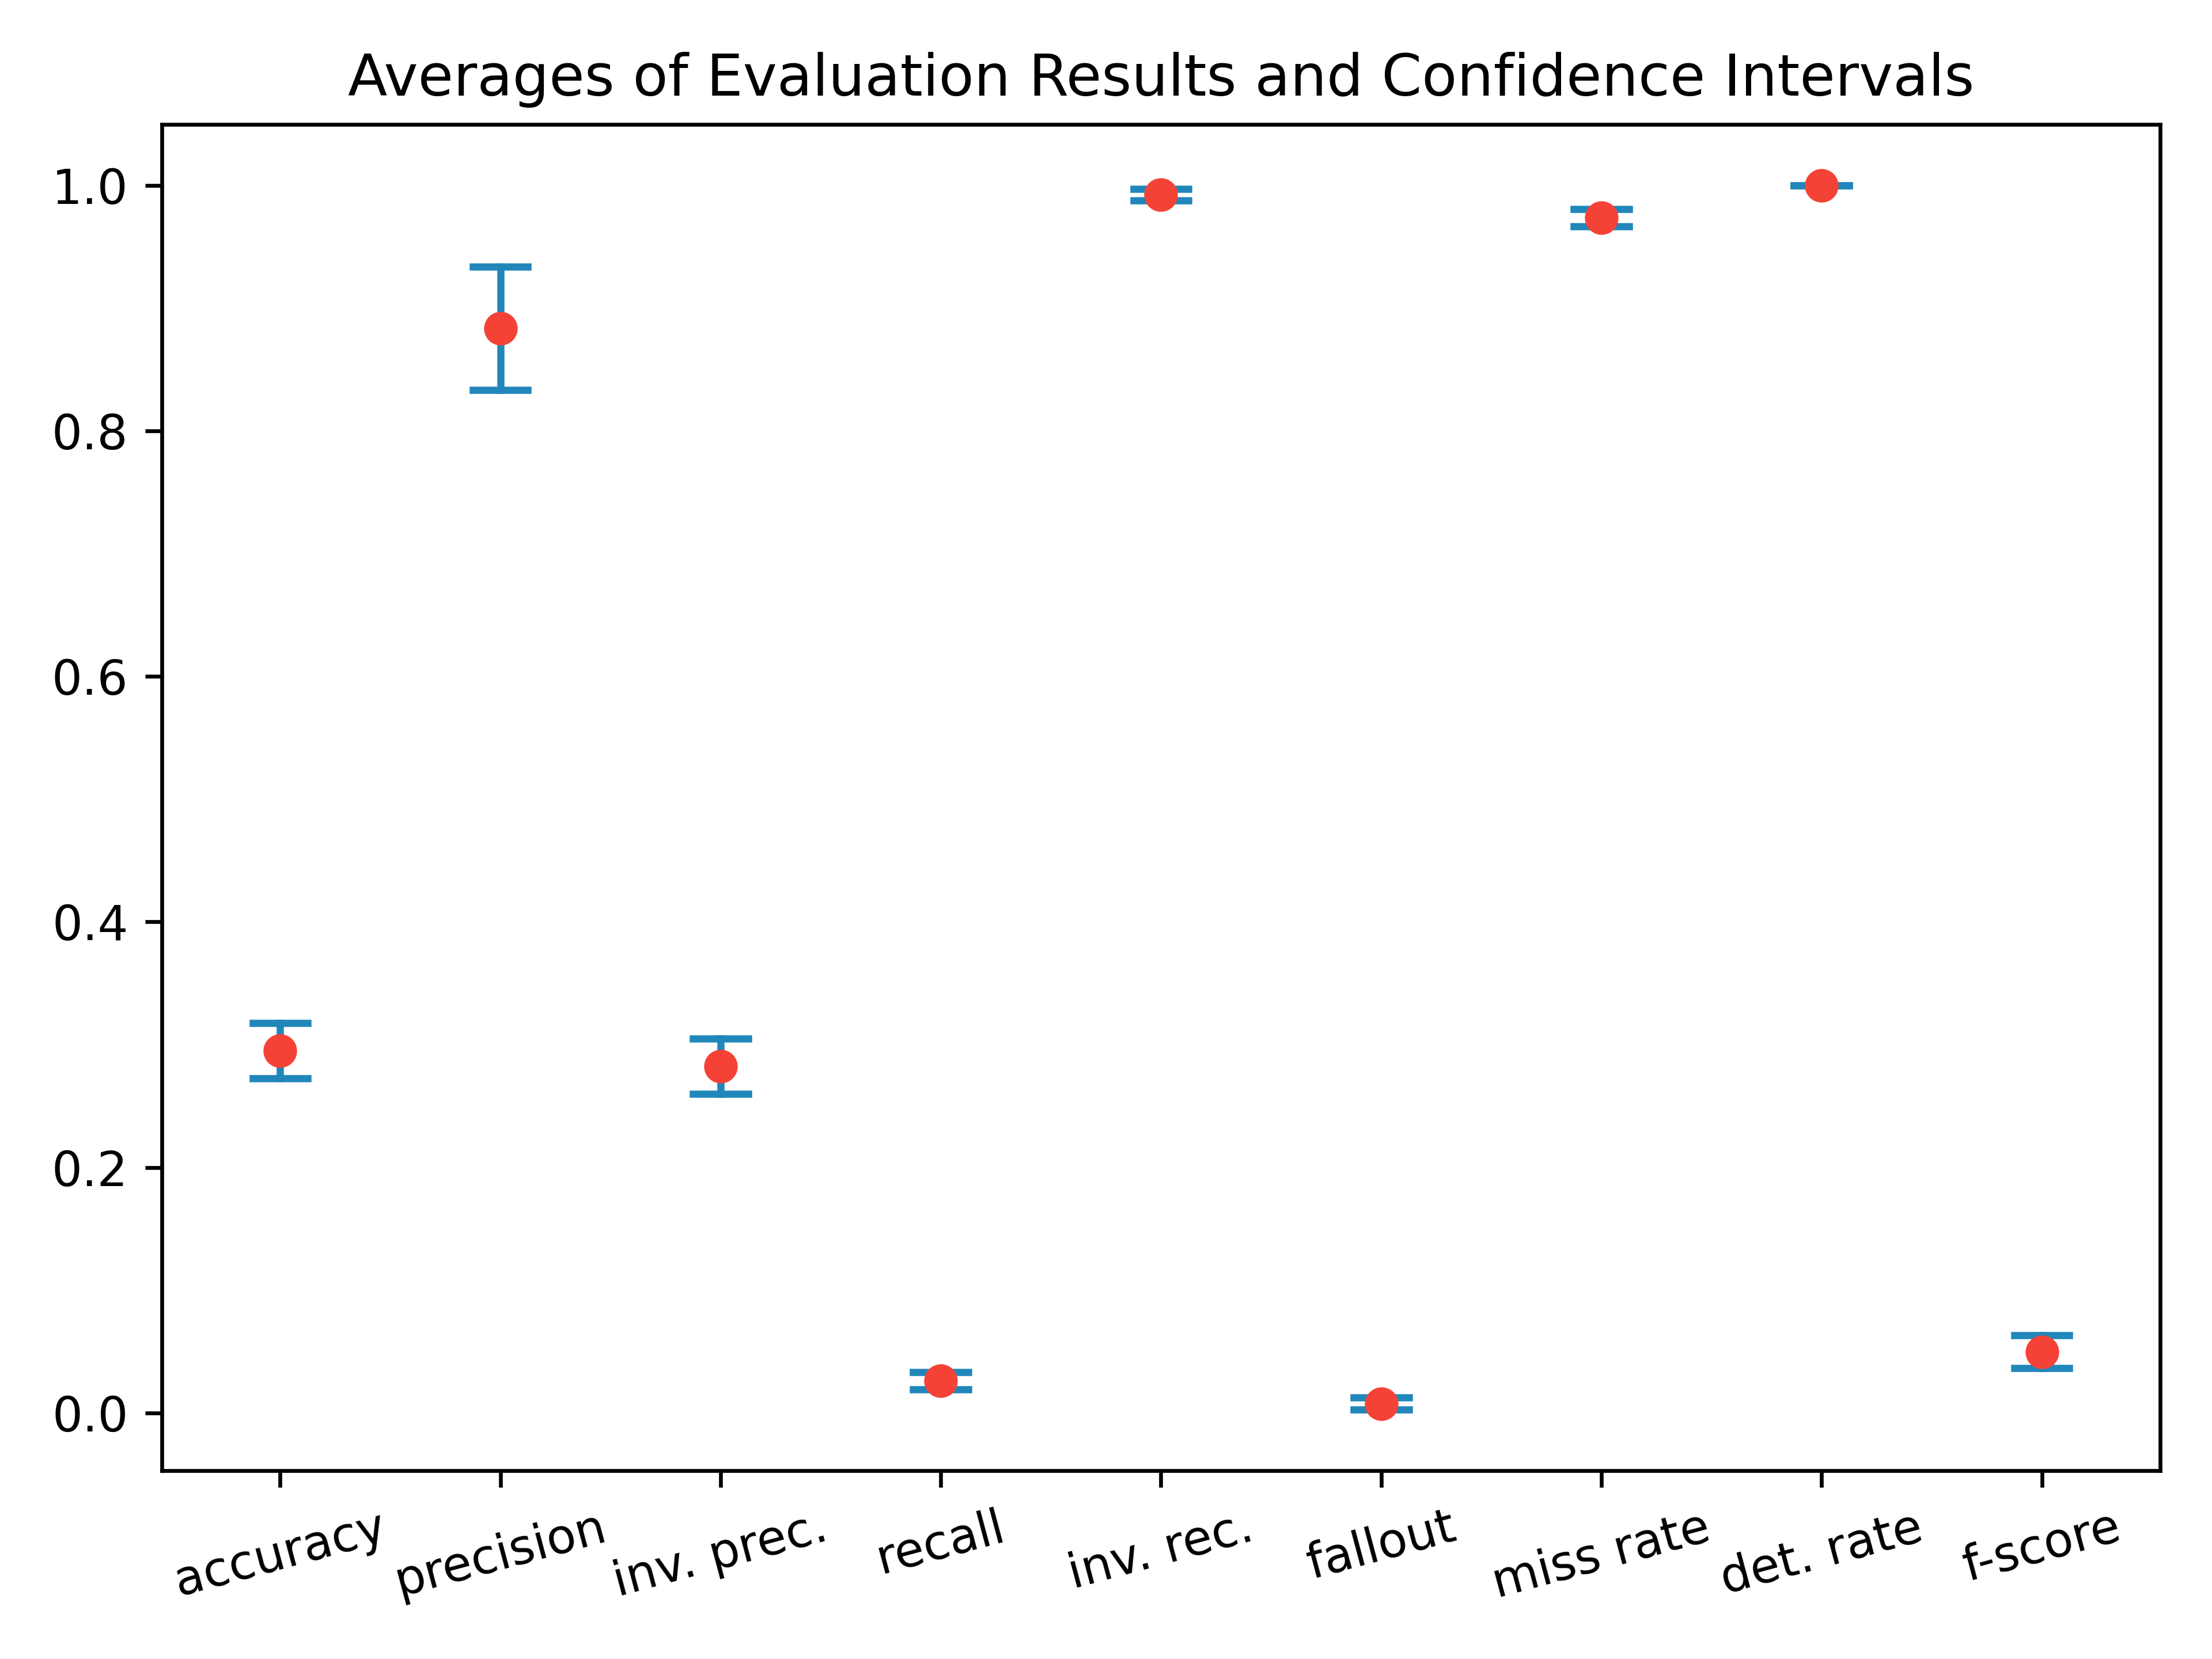 Averages of Evaluation Results and Confidence Intervals
1.0
0.8
0.6
0.4
0.2
0.0
accuracy
precision
inv. prec.
recall
inv. rec.
fallout
miss rate
det. rate
f-score